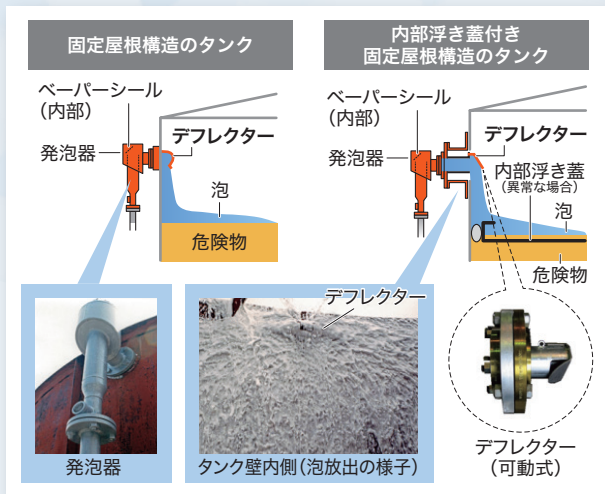 固定屋根構造のタンク
ベーパーシール
(内部)
デフレクター
発泡器
泡
危険物
内部浮き蓋付き
固定屋根構造のタンク
ベーパーシール
(内部)
デフレクター
発泡器
内部浮き蓋
(異常な場合)
泡
危険物
発泡器
デフレクター
タンク壁内側(泡放出の様子)
デフレクター
(可動式)